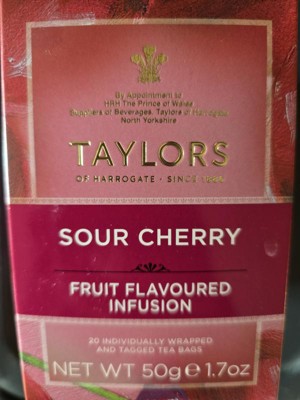 By Appointment to
HRH The Prince of Wales
Suppliers of Beverages, Taylors of Harrogate
North Yorkshire
TAYLORS
OF HARROGATE · SINCE
SOUR CHERRY
FRUIT FLAVOURED
INFUSION
20 INDIVIDUALLY WRAPPED
AND TAGGED TEA BAGS
NET WT 50g ℮ 1.7oz